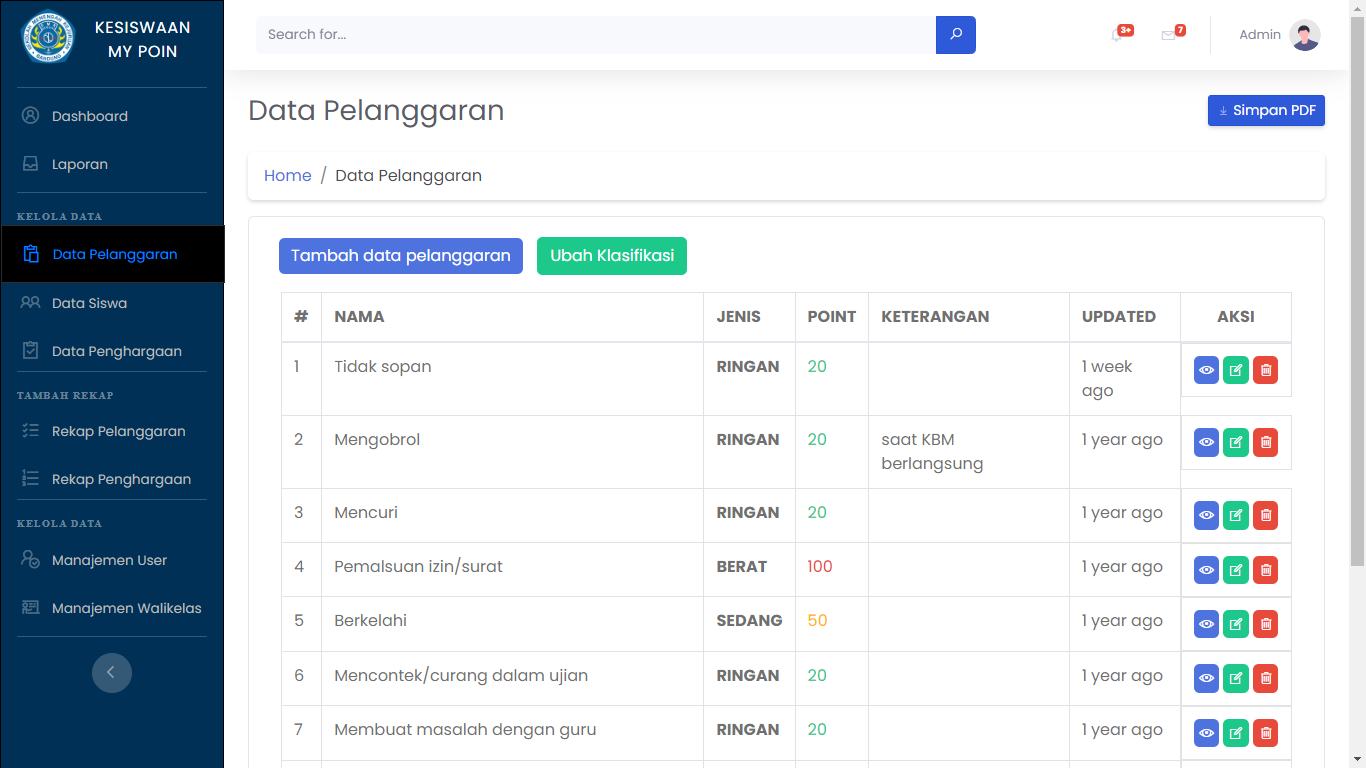 KESISWAAN
MY POIN
Search for...
3+
7
Admin
Dashboard
Laporan
KELOLA DATA
Data Pelanggaran
Data Siswa
Data Penghargaan
TAMBAH REKAP
Rekap Pelanggaran
Rekap Penghargaan
KELOLA DATA
Manajemen User
Manajemen Walikelas
Data Pelanggaran
Simpan PDF
Home / Data Pelanggaran
Tambah data pelanggaran Ubah Klasifikasi
# NAMA JENIS POINT KETERANGAN UPDATED AKSI
1 Tidak sopan RINGAN 20 1 week
ago
2 Mengobrol RINGAN 20 saat KBM 1 year ago
berlangsung
3 Mencuri RINGAN 20 1 year ago
4 Pemalsuan izin/surat BERAT 100 1 year ago
5 Berkelahi SEDANG 50 1 year ago
6 Mencontek/curang dalam ujian RINGAN 20 1 year ago
7 Membuat masalah dengan guru RINGAN 20 1 year ago